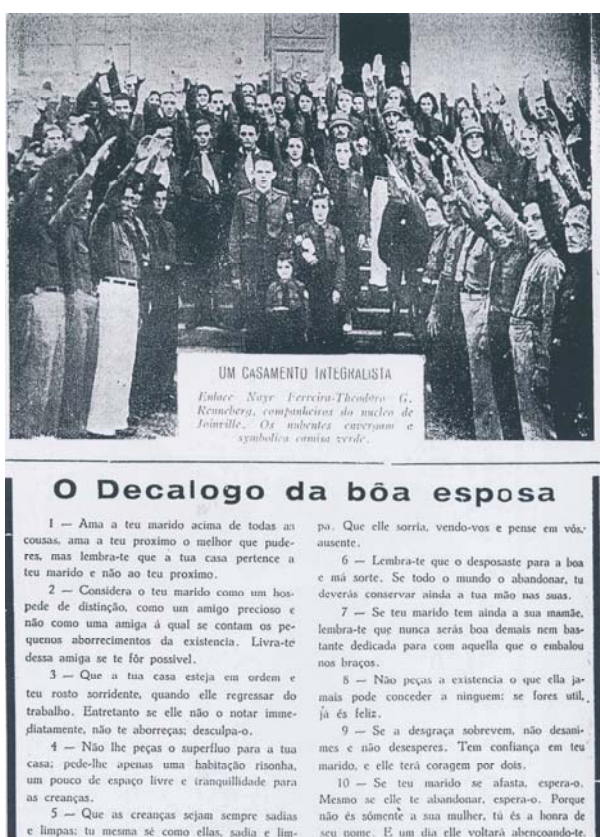 UM CASAMENTO INTEGRALISTA
Enlace Nayr Ferreira-Theodoro G.
Renneberg, companheiros do nucleo de
Joinville. Os nubentes envergam a
symbolica camisa verde.
O Decalogo da bôa esposa
1 — Ama a teu marido acima de todas as
cousas, ama a teu proximo o melhor que pude-
res, mas lembra-te que a tua casa pertence a
teu marido e não ao teu proximo.
2 — Considera o teu marido como um hos-
pede de distinção, como um amigo precioso e
não como uma amiga á qual se contam os pe-
quenos aborrecimentos da existencia. Livra-te
dessa amiga se te fôr possivel.
3 — Que a tua casa esteja em ordem e
teu rosto sorridente, quando elle regressar do
trabalho. Entretanto se elle não o notar imme-
diatamente, não te aborreças; desculpa-o.
4 — Não lhe peças o superfluo para a tua
casa; pede-lhe apenas uma habitação risonha,
um pouco de espaço livre e tranquillidade para
as creanças.
5 — Que as creanças sejam sempre sadias
e limpas; tu mesma sê como ellas, sadia e lim-
pa. Que elle sorria, vendo-vos e pense em vós,
ausente.
6 — Lembra-te que o desposaste para a boa
e má sorte. Se todo o mundo o abandonar, tu
deverás conservar ainda a tua mão nas suas.
7 — Se teu marido tem ainda a sua mamãe,
lembra-te que nunca serás boa demais nem bas-
tante dedicada para com aquella que o embalou
nos braços.
8 — Não peças a existencia o que ella ja-
mais pode conceder a ninguem; se fores util,
já és feliz.
9 — Se a desgraça sobrevem, não desani-
mes e não desesperes. Tem confiança em teu
marido, e elle terá coragem por dois.
10 — Se teu marido se afasta, espera-o.
Mesmo se elle te abandonar, espera-o. Porque
não és sómente a sua mulher, tú és a honra de
seu nome. E um dia elle voltará abençoando-te.